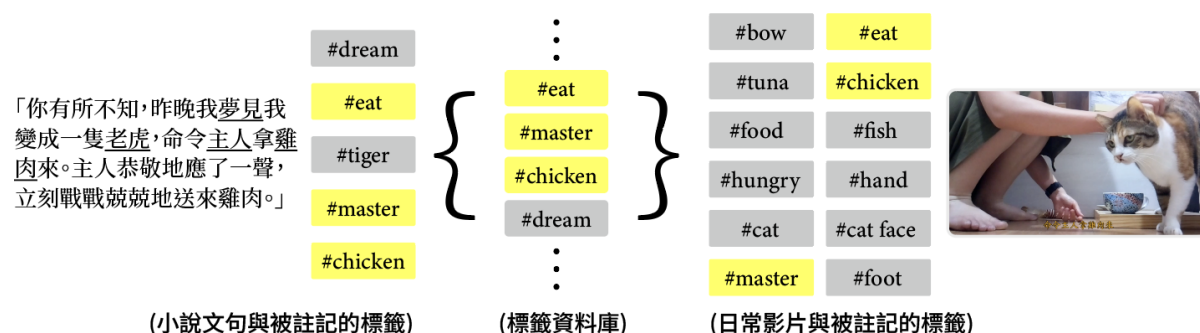 「你有所不知，昨晚我夢見我
變成一隻老虎，命令主人拿雞
肉來。主人恭敬地應了一聲，
立刻戰戰兢兢地送來雞肉。」
#dream
#eat
#tiger
#master
#chicken
#eat
#master
#chicken
#dream
#bow
#eat
#tuna
#chicken
#food
#fish
#hungry
#hand
#cat
#cat face
#master
#foot
(小說文句與被註記的標籤)
(標籤資料庫)
(日常影片與被註記的標籤)